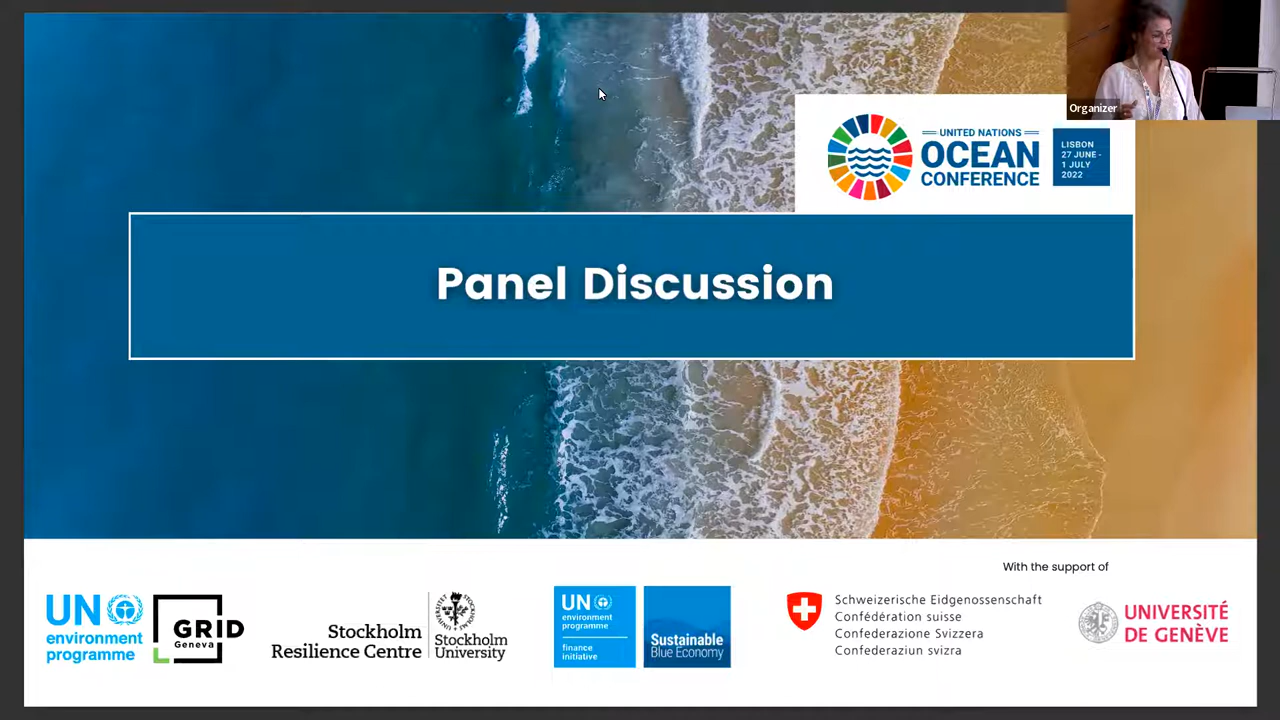 Organizer
UNITED NATIONS
OCEAN
CONFERENCE
LISBON
27 JUNE -
1 JULY
2022
Panel Discussion
With the support of
UN
environment
programme
GRID
Geneva
Stockholm
Resilience Centre
Stockholm
University
UN
environment
programme
finance
initiative
Sustainable
Blue Economy
Schweizerische Eidgenossenschaft
Confédération suisse
Confederazione Svizzera
Confederaziun svizra
UNIVERSITÉ
DE GENÈVE